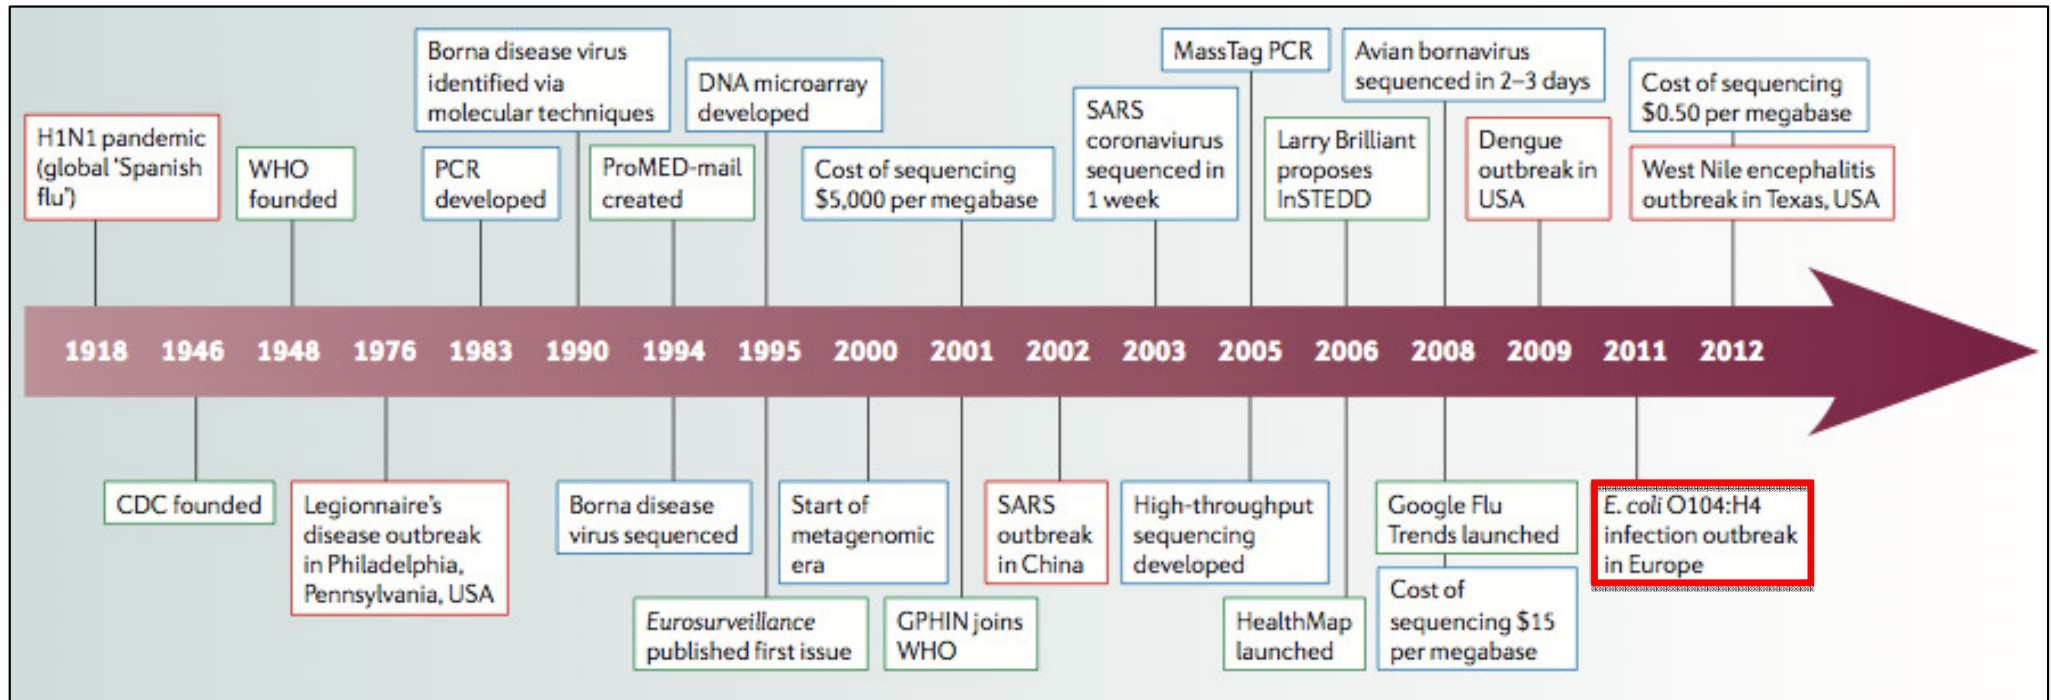 Borna disease virus
identified via
molecular techniques
DNA microarray
developed
MassTag PCR
Avian bornavirus
sequenced in 2–3 days
Cost of sequencing
$0.50 per megabase
H1N1 pandemic
(global ‘Spanish
flu’)
WHO
founded
PCR
developed
ProMED-mail
created
Cost of sequencing
$5,000 per megabase
SARS
coronaviurus
sequenced in
1 week
Larry Brilliant
proposes
InSTEDD
Dengue
outbreak in
USA
West Nile encephalitis
outbreak in Texas, USA
1918 1946 1948 1976 1983 1990 1994 1995 2000 2001 2002 2003 2005 2006 2008 2009 2011 2012
CDC founded
Legionnaire’s
disease outbreak
in Philadelphia,
Pennsylvania, USA
Borna disease
virus sequenced
Eurosurveillance
published first issue
Start of
metagenomic
era
GPHIN joins
WHO
SARS
outbreak
in China
High-throughput
sequencing
developed
HealthMap
launched
Google Flu
Trends launched
Cost of
sequencing $15
per megabase
E. coli O104:H4
infection outbreak
in Europe